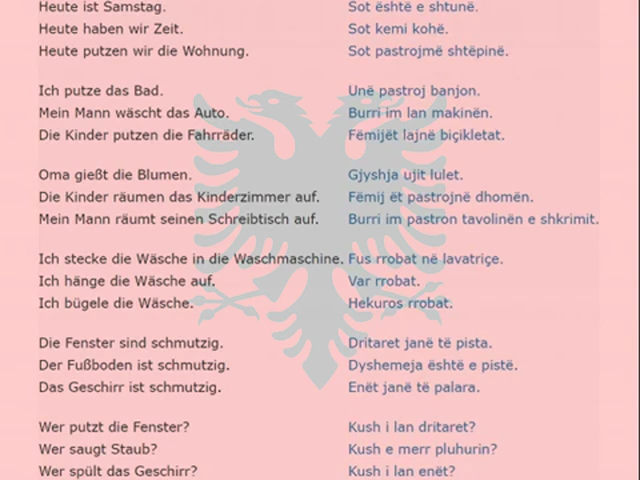 Heute ist Samstag. Sot është e shtunë.
Heute haben wir Zeit. Sot kemi kohë.
Heute putzen wir die Wohnung. Sot pastrojmë shtëpinë.
Ich putze das Bad. Unë pastroj banjon.
Mein Mann wäscht das Auto. Burri im lan makinën.
Die Kinder putzen die Fahrräder. Fëmijët lajnë biçikletat.
Oma gießt die Blumen. Gjyshja ujit lulet.
Die Kinder räumen das Kinderzimmer auf. Fëmij ët pastrojnë dhomën.
Mein Mann räumt seinen Schreibtisch auf. Burri im pastron tavolinën e shkrimit.
Ich stecke die Wäsche in die Waschmaschine. Fus rrobat në lavatriçe.
Ich hänge die Wäsche auf. Var rrobat.
Ich bügele die Wäsche. Hekuros rrobat.
Die Fenster sind schmutzig. Dritaret janë të pista.
Der Fußboden ist schmutzig. Dyshemeja është e pistë.
Das Geschirr ist schmutzig. Enët janë të palara.
Wer putzt die Fenster? Kush i lan dritaret?
Wer saugt Staub? Kush e merr pluhurin?
Wer spült das Geschirr? Kush i lan enët?